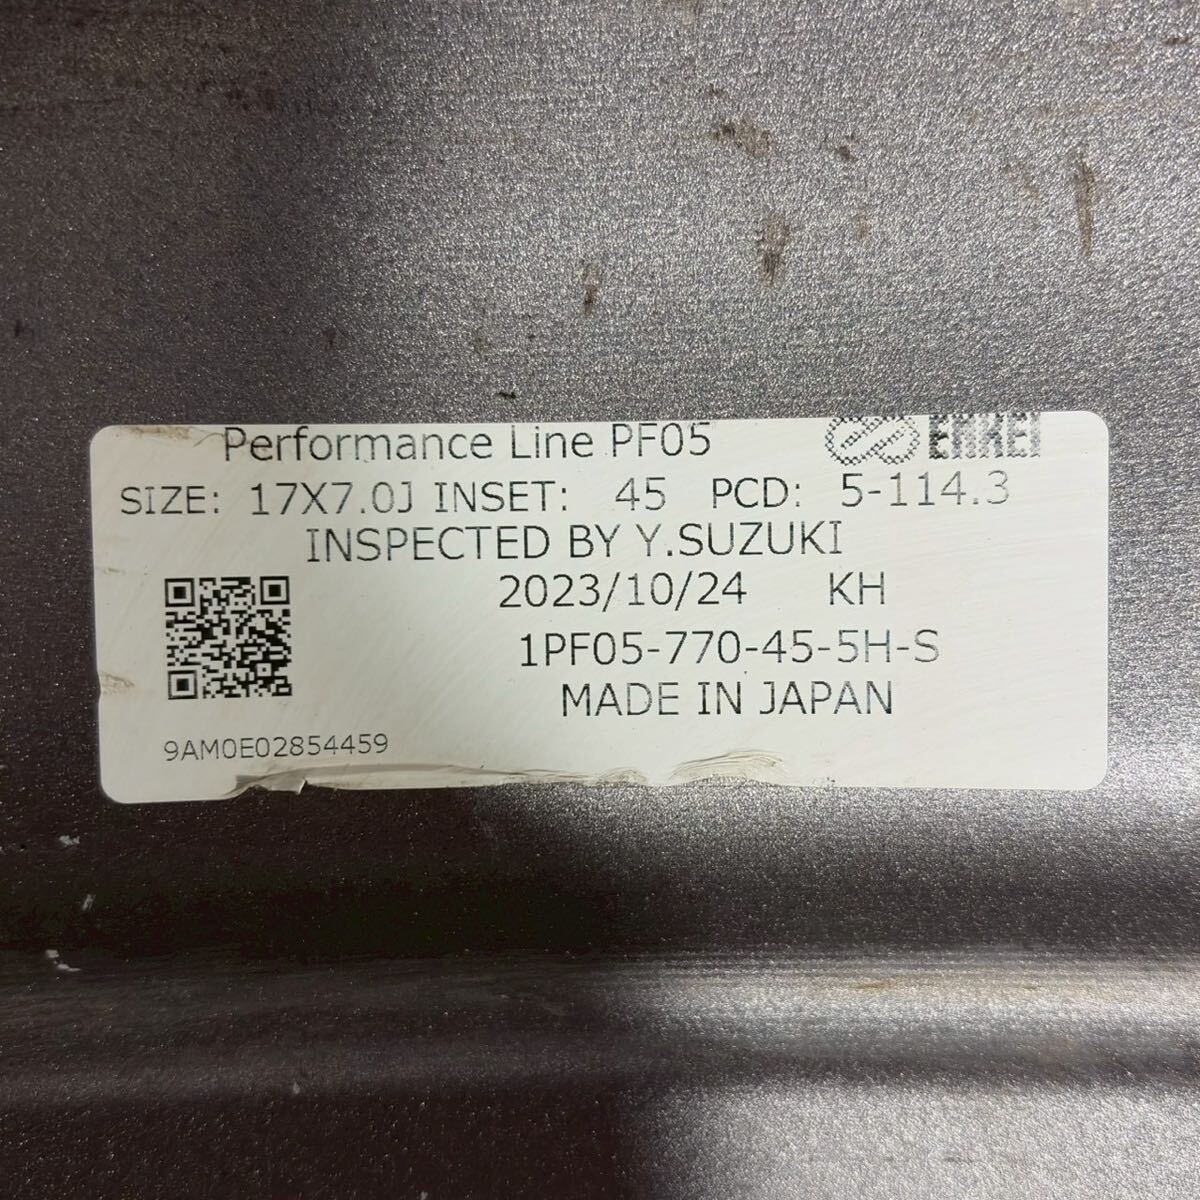 Performance Line PF05 ENKEI
SIZE: 17X7.0J INSET: 45 PCD: 5-114.3
INSPECTED BY Y.SUZUKI
2023/10/24 KH
1PF05-770-45-5H-S
MADE IN JAPAN
9AM0E02854459